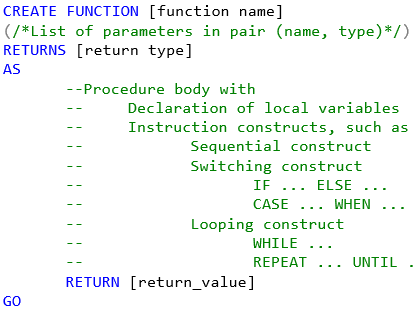 CREATE FUNCTION [function name]
(/*List of parameters in pair (name, type)*/)
RETURNS [return type]
AS
--Procedure body with
-- Declaration of local variables
-- Instruction constructs, such as
-- Sequential construct
-- Switching construct
-- IF ... ELSE ...
-- CASE ... WHEN ...
-- Looping construct
-- WHILE ...
-- REPEAT ... UNTIL .
RETURN [return_value]
GO